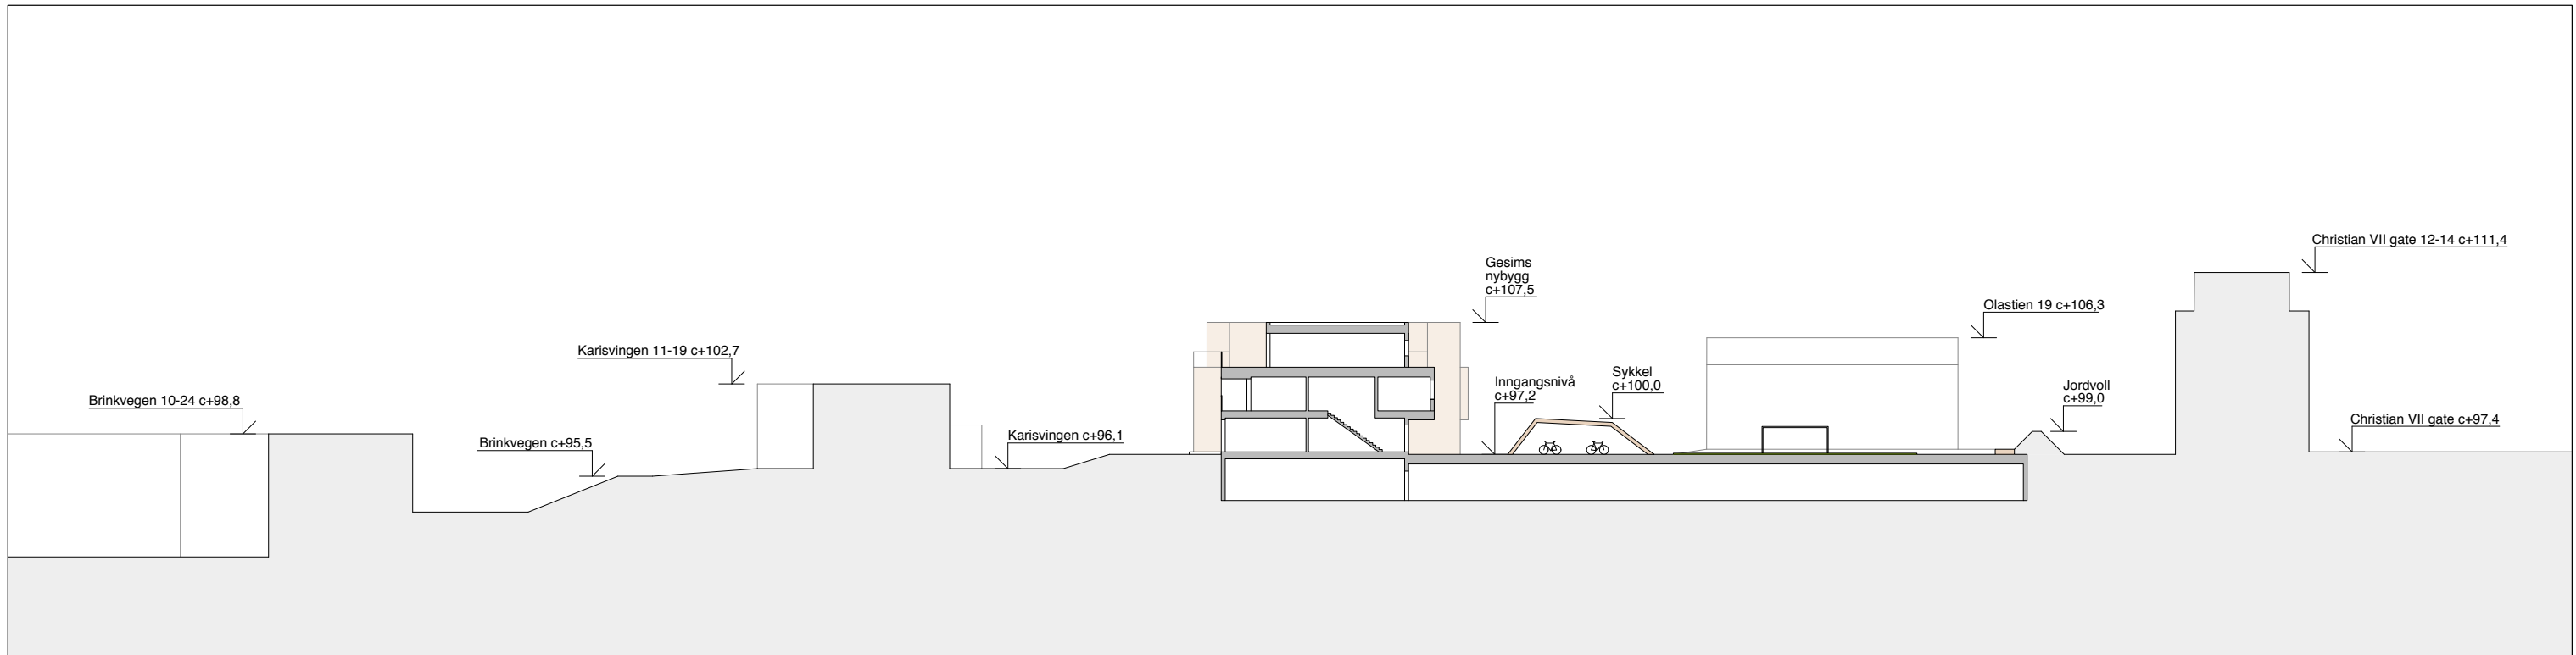 Brinkvegen 10-24 c+98,8
Brinkvegen c+95,5
Karisvingen 11-19 c+102,7
Karisvingen c+96,1
Gesims
nybygg
c+107,5
Inngangsnivå
c+97,2
Sykkel
c+100,0
Olastien 19 c+106,3
Jordvoll
c+99,0
Christian VII gate 12-14 c+111,4
Christian VII gate c+97,4